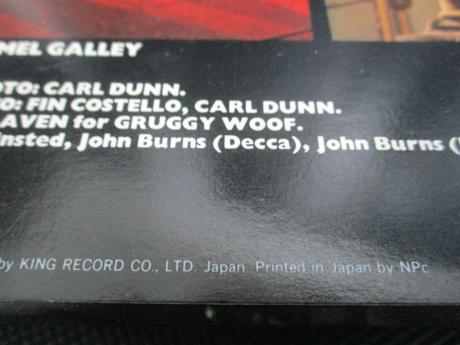 MEL GALLEY
OTO: CARL DUNN.
O: FIN COSTELLO, CARL DUNN.
AVEN for GRUGGY WOOF.
insted, John Burns (Decca), John Burns (
by KING RECORD CO., LTD. Japan. Printed in Japan by NPc